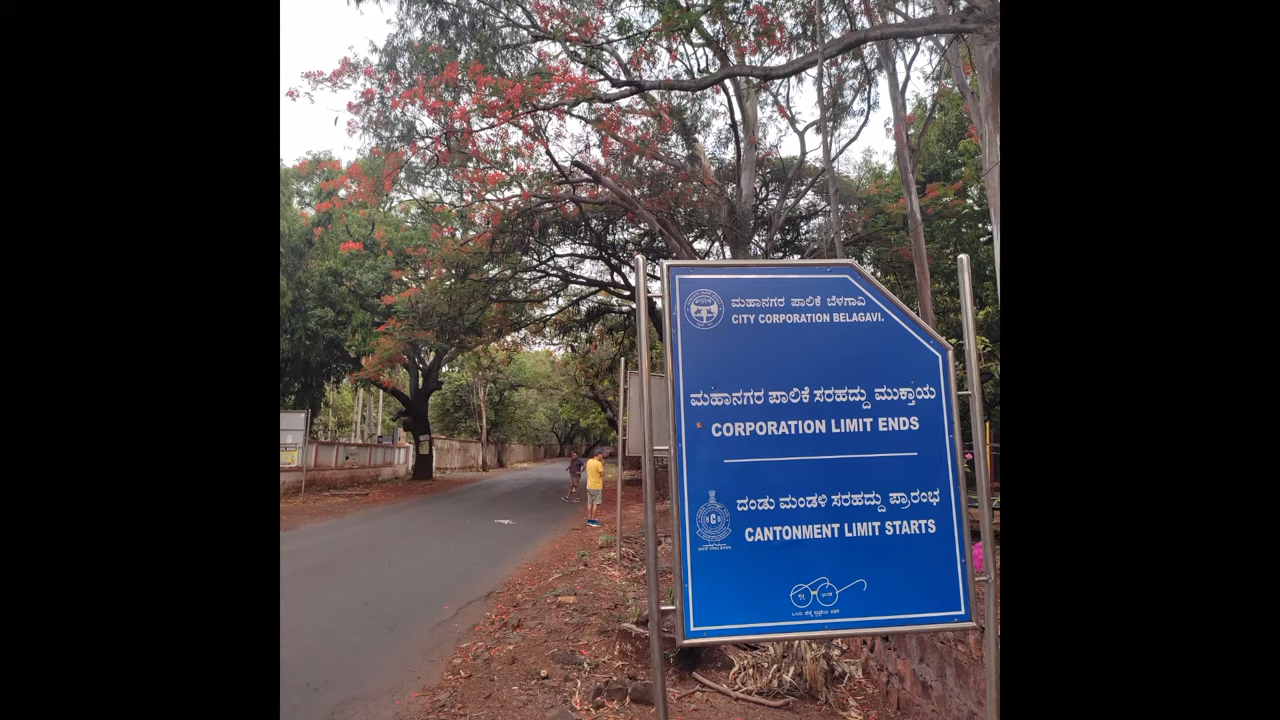 ಮಹಾನಗರ ಪಾಲಿಕೆ ಬೆಳಗಾವಿ
CITY CORPORATION BELAGAVI.
ಮಹಾನಗರ ಪಾಲಿಕೆ ಸರಹದ್ದು ಮುಕ್ತಾಯ
CORPORATION LIMIT ENDS
ದಂಡು ಮಂಡಳಿ ಸರಹದ್ದು ಪ್ರಾರಂಭ
CANTONMENT LIMIT STARTS